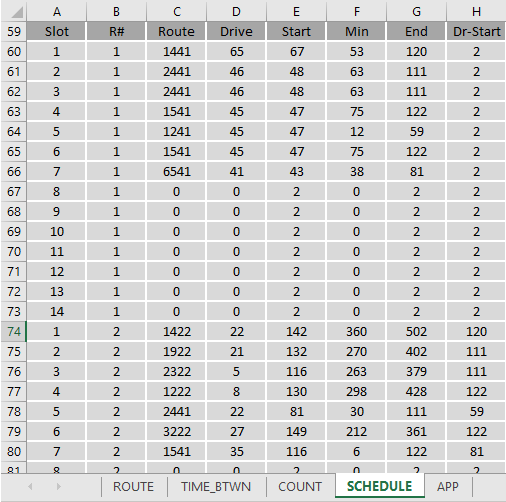 A B C D E F G H
59 Slot R# Route Drive Start Min End Dr-Start
60 1 1 1441 65 67 53 120 2
61 2 1 2441 46 48 63 111 2
62 3 1 2441 46 48 63 111 2
63 4 1 1541 45 47 75 122 2
64 5 1 1241 45 47 12 59 2
65 6 1 1541 45 47 75 122 2
66 7 1 6541 41 43 38 81 2
67 8 1 0 0 2 0 2 2
68 9 1 0 0 2 0 2 2
69 10 1 0 0 2 0 2 2
70 11 1 0 0 2 0 2 2
71 12 1 0 0 2 0 2 2
72 13 1 0 0 2 0 2 2
73 14 1 0 0 2 0 2 2
74 1 2 1422 22 142 360 502 120
75 2 2 1922 21 132 270 402 111
76 3 2 2322 5 116 263 379 111
77 4 2 1222 8 130 298 428 122
78 5 2 2441 22 81 30 111 59
79 6 2 3222 27 149 212 361 122
80 7 2 1541 35 116 6 122 81
81 8 2 0 0 2 0 2 2
ROUTE TIME_BTWN COUNT SCHEDULE APP